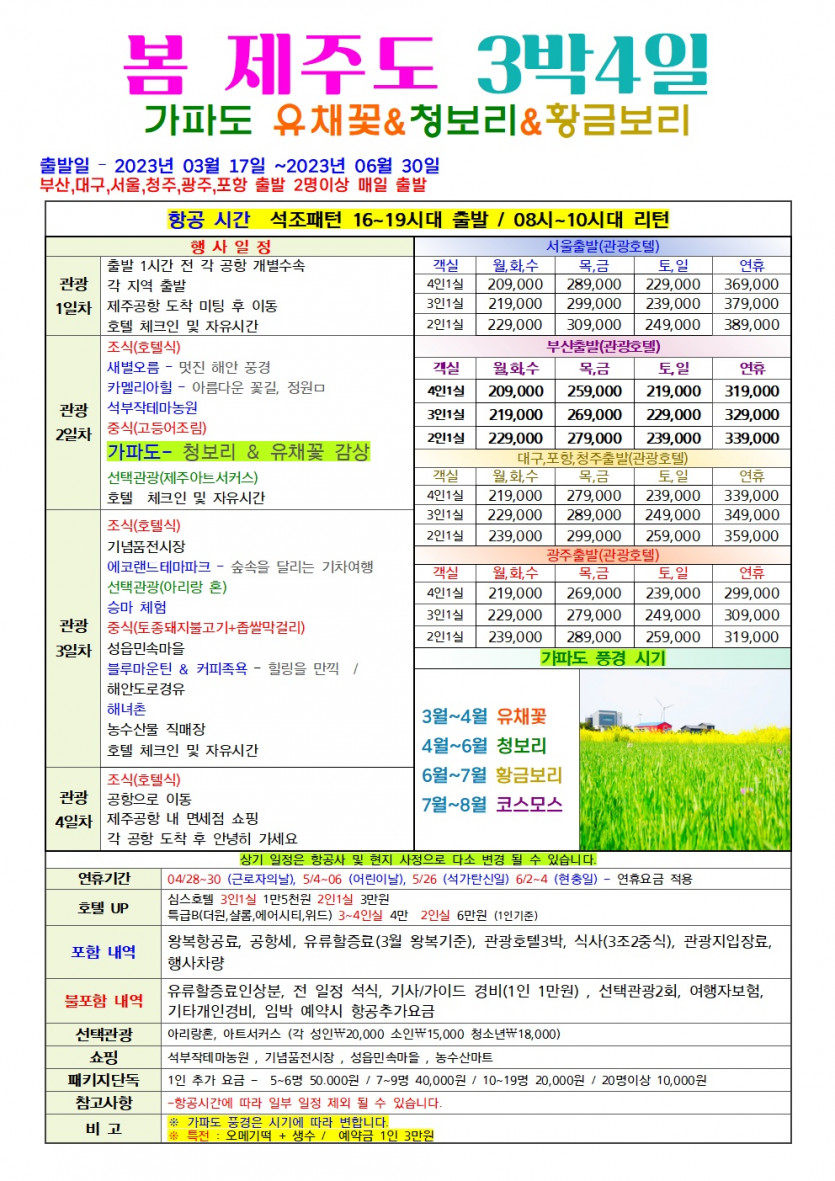 봄 제주도 3박4일
가파도 유채꽃&청보리&황금보리
출발일 - 2023년 03월 17일 ~2023년 06월 30일
부산,대구,서울,청주,광주,포항 출발 2명이상 매일 출발
항공 시간 석조패턴 16~19시대 출발 / 08시~10시대 리턴
행사일정
관광 1일차
출발 1시간 전 각 공항 개별수속
각 지역 출발
제주공항 도착 미팅 후 이동
호텔 체크인 및 자유시간
관광 2일차
조식(호텔식)
새별오름 - 멋진 해안 풍경
카멜리아힐 - 아름다운 꽃길, 정원ㅁ
석부작테마농원
중식(고등어조림)
가파도- 청보리 & 유채꽃 감상
선택관광(제주아트서커스)
호텔 체크인 및 자유시간
관광 3일차
조식(호텔식)
기념품전시장
에코랜드테마파크 - 숲속을 달리는 기차여행
선택관광(아리랑 혼)
승마 체험
중식(토종돼지불고기+좁쌀막걸리)
성읍민속마을
블루마운틴 & 커피족욕 - 힐링을 만끽 /
해안도로경유
해녀촌
농수산물 직매장
호텔 체크인 및 자유시간
관광 4일차
조식(호텔식)
공항으로 이동
제주공항 내 면세점 쇼핑
각 공항 도착 후 안녕히 가세요
서울출발(관광호텔)
객실 월,화,수 목,금 토,일 연휴
4인1실 209,000 289,000 229,000 369,000
3인1실 219,000 299,000 239,000 379,000
2인1실 229,000 309,000 249,000 389,000
부산출발(관광호텔)
객실 월,화,수 목,금 토,일 연휴
4인1실 209,000 259,000 219,000 319,000
3인1실 219,000 269,000 229,000 329,000
2인1실 229,000 279,000 239,000 339,000
대구,포항,청주출발(관광호텔)
객실 월,화,수 목,금 토,일 연휴
4인1실 219,000 279,000 239,000 339,000
3인1실 229,000 289,000 249,000 349,000
2인1실 239,000 299,000 259,000 359,000
광주출발(관광호텔)
객실 월,화,수 목,금 토,일 연휴
4인1실 219,000 269,000 239,000 299,000
3인1실 229,000 279,000 249,000 309,000
2인1실 239,000 289,000 259,000 319,000
가파도 풍경 시기
3월~4월 유채꽃
4월~6월 청보리
6월~7월 황금보리
7월~8월 코스모스
상기 일정은 항공사 및 현지 사정으로 다소 변경 될 수 있습니다.
연휴기간 04/28~30 (근로자의날), 5/4~06 (어린이날), 5/26 (석가탄신일) 6/2~4 (현충일) - 연휴요금 적용
호텔 UP
심스호텔 3인1실 1만5천원 2인1실 3만원
특급B(더원,살롬,에어시티,위드) 3~4인실 4만 2인실 6만원 (1인기준)
포함 내역
왕복항공료, 공항세, 유류할증료(3월 왕복기준), 관광호텔3박, 식사(3조2중식), 관광지입장료,
행사차량
불포함 내역
유류할증료인상분, 전 일정 석식, 기사/가이드 경비(1인 1만원) , 선택관광2회, 여행자보험,
기타개인경비, 임박 예약시 항공추가요금
선택관광 아리랑혼, 아트서커스 (각 성인₩20,000 소인₩15,000 청소년₩18,000)
쇼핑 석부작테마농원 , 기념품전시장 , 성읍민속마을 , 농수산마트
패키지단독 1인 추가 요금 - 5~6명 50.000원 / 7~9명 40,000원 / 10~19명 20,000원 / 20명이상 10,000원
참고사항 -항공시간에 따라 일부 일정 제외 될 수 있습니다.
비 고
※ 가파도 풍경은 시기에 따라 변합니다.
※ 특전 : 오메기떡 + 생수 / 예약금 1인 3만원